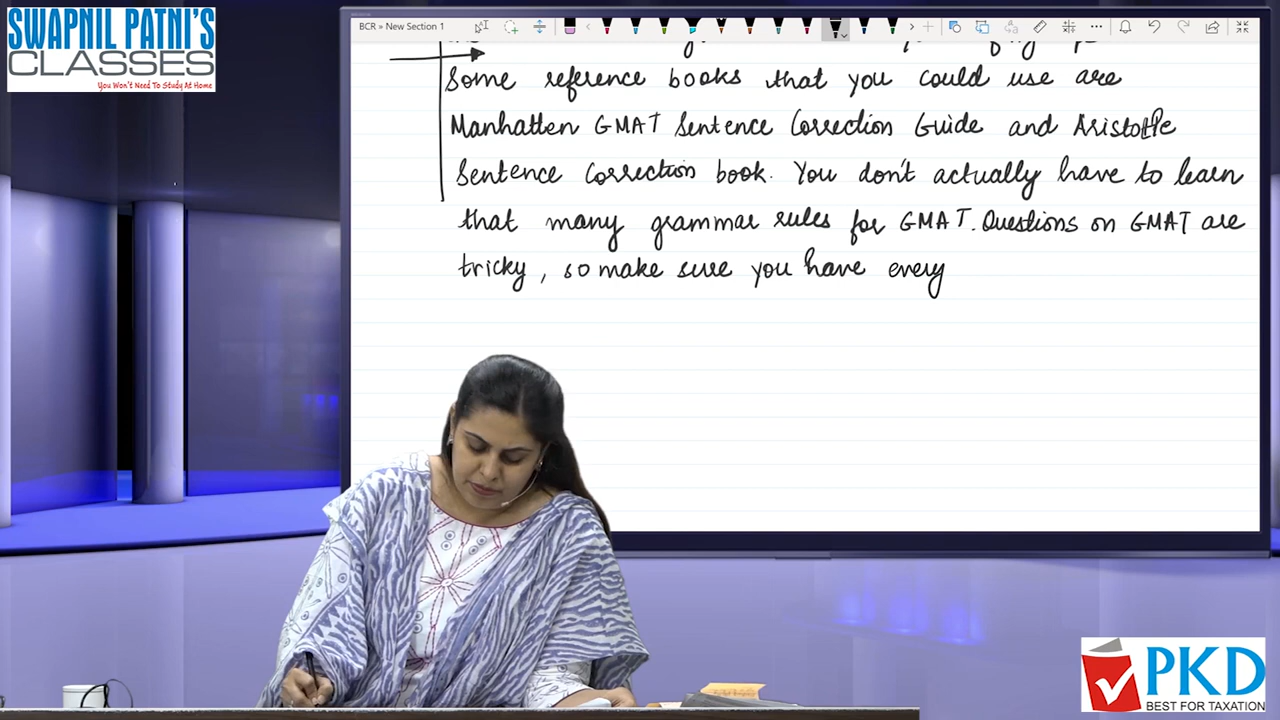 SWAPNIL PATNI'S
CLASSES
You Won't Need To Study At Home
BCR » New Section 1
Some reference books that you could use are
Manhatten GMAT Sentence Correction Guide and Aristotle
Sentence Correction book. You don't actually have to learn
that many grammar rules for GMAT. Questions on GMAT are
tricky, so make sure you have every
PKD
BEST FOR TAXATION